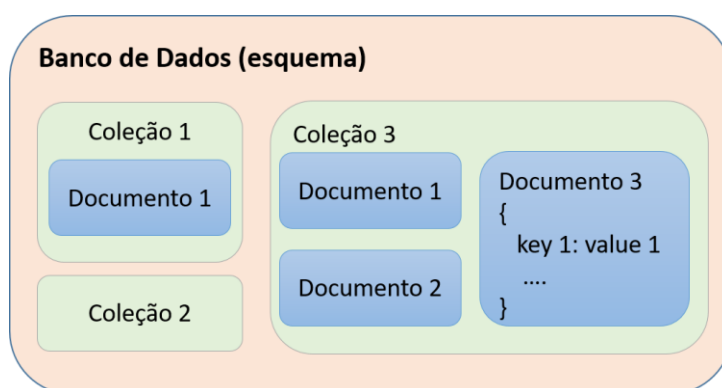 Banco de Dados (esquema)
Coleção 1
Documento 1
Coleção 2
Coleção 3
Documento 1
Documento 2
Documento 3
{
key 1: value 1
....
}